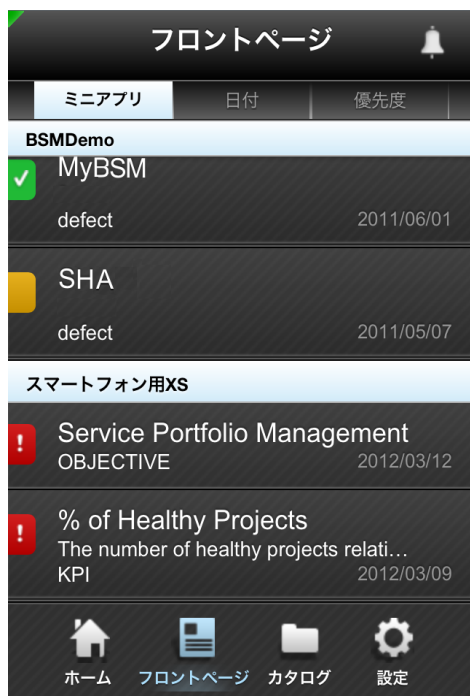 フロントページ
ミニアプリ 日付 優先度
BSMDemo
MyBSM
defect 2011/06/01
SHA
defect 2011/05/07
スマートフォン用XS
Service Portfolio Management
OBJECTIVE 2012/03/12
% of Healthy Projects
The number of healthy projects relati...
KPI 2012/03/09
ホーム フロントページ カタログ 設定